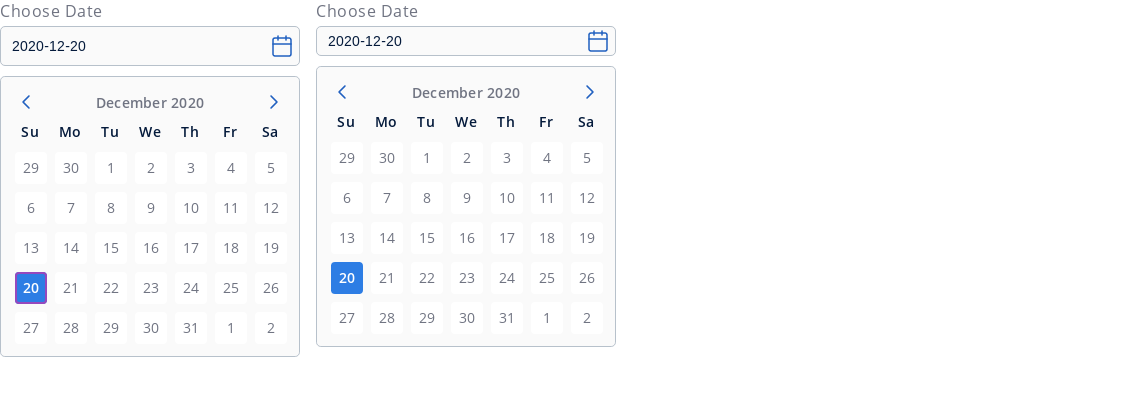 Choose Date
2020-12-20
December 2020
Su Mo Tu We Th Fr Sa
29 30 1 2 3 4 5
6 7 8 9 10 11 12
13 14 15 16 17 18 19
20 21 22 23 24 25 26
27 28 29 30 31 1 2
Choose Date
2020-12-20
December 2020
Su Mo Tu We Th Fr Sa
29 30 1 2 3 4 5
6 7 8 9 10 11 12
13 14 15 16 17 18 19
20 21 22 23 24 25 26
27 28 29 30 31 1 2